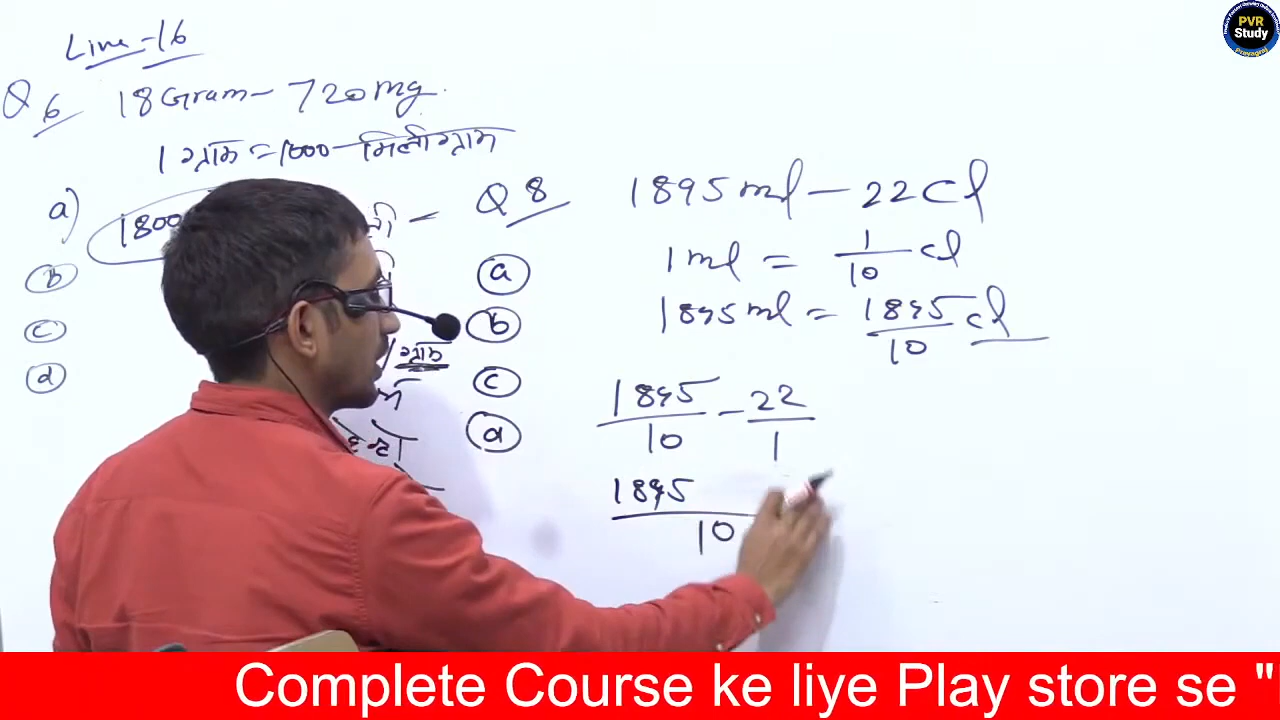 PVR
Study
Prayagraj
Line-16
Q 6 18 Gram - 720 mg.
1 ग्राम = 1000 मिलीग्राम
a) 1800
b
c
d
ग्राम
Q 8 1895 ml - 22 Cl
a 1 ml = 1/10 cl
b 1895 ml = 1895/10 cl
c 1895/10 - 22/1
d
1895
10
Complete Course ke liye Play store se "